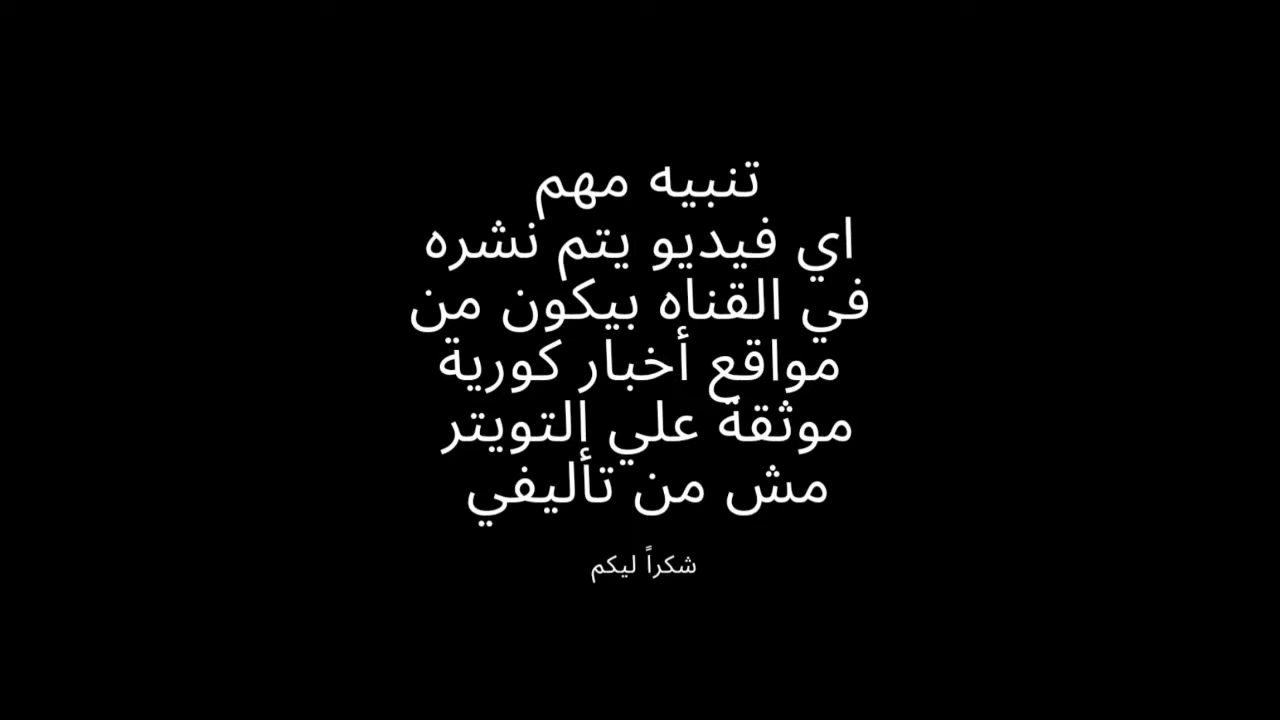 تنبيه مهم
اي فيديو يتم نشره
في القناه بيكون من
مواقع أخبار كورية
موثقة علي التويتر
مش من تأليفي
شكراً ليكم